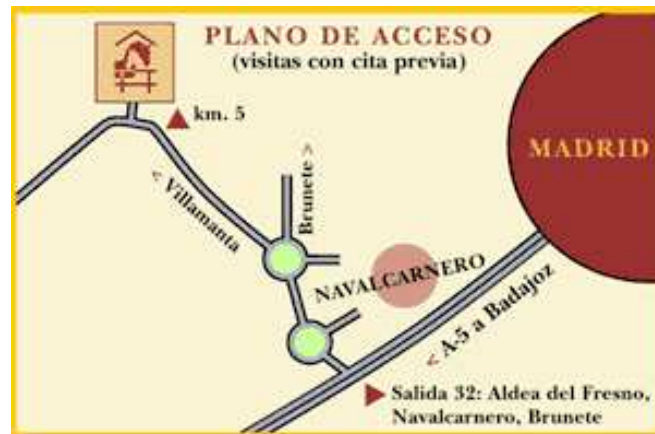 PLANO DE ACCESO
(visitas con cita previa)
km. 5
MADRID
< Villamanta
Brunete >
NAVALCARNERO
< A-5 a Badajoz
Salida 32: Aldea del Fresno,
Navalcarnero, Brunete